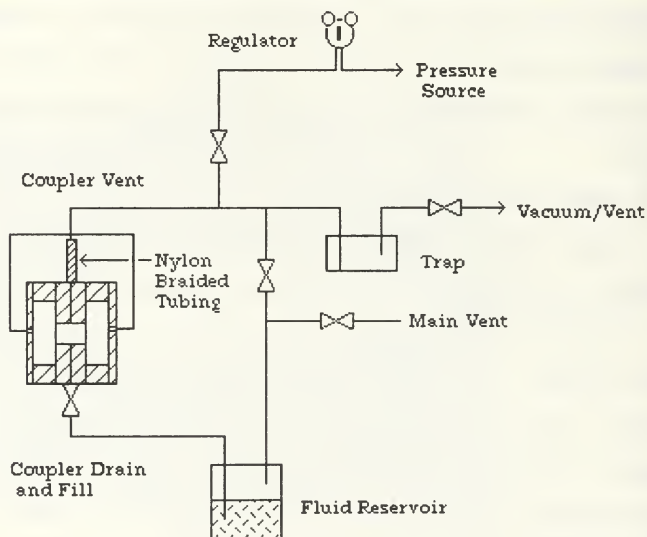 Regulator
Pressure
Source
Coupler Vent
Vacuum/Vent
Nylon
Braided
Tubing
Trap
Main Vent
Coupler Drain
and Fill
Fluid Reservoir